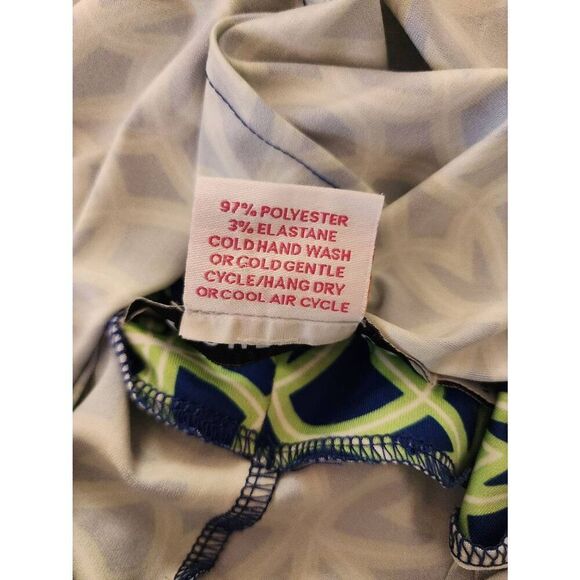 97% POLYESTER
3% ELASTANE
COLD HAND WASH
OR COLD GENTLE
CYCLE/HANG DRY
OR COOL AIR CYCLE